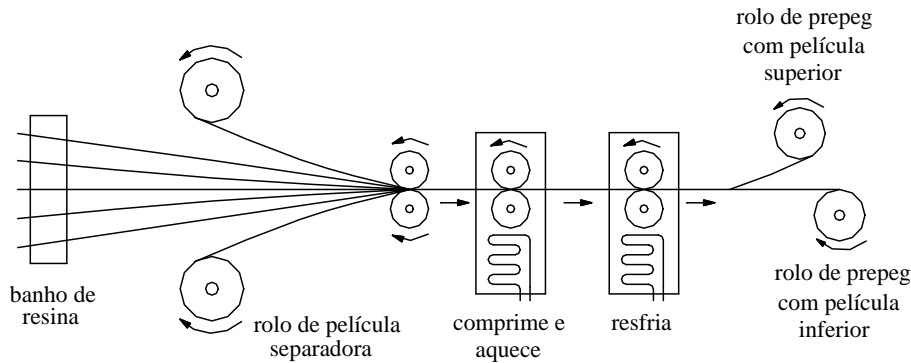 rolo de prepeg
com película
superior
banho de
resina
rolo de película
separadora
comprime e
aquece
resfria
rolo de prepeg
com película
inferior